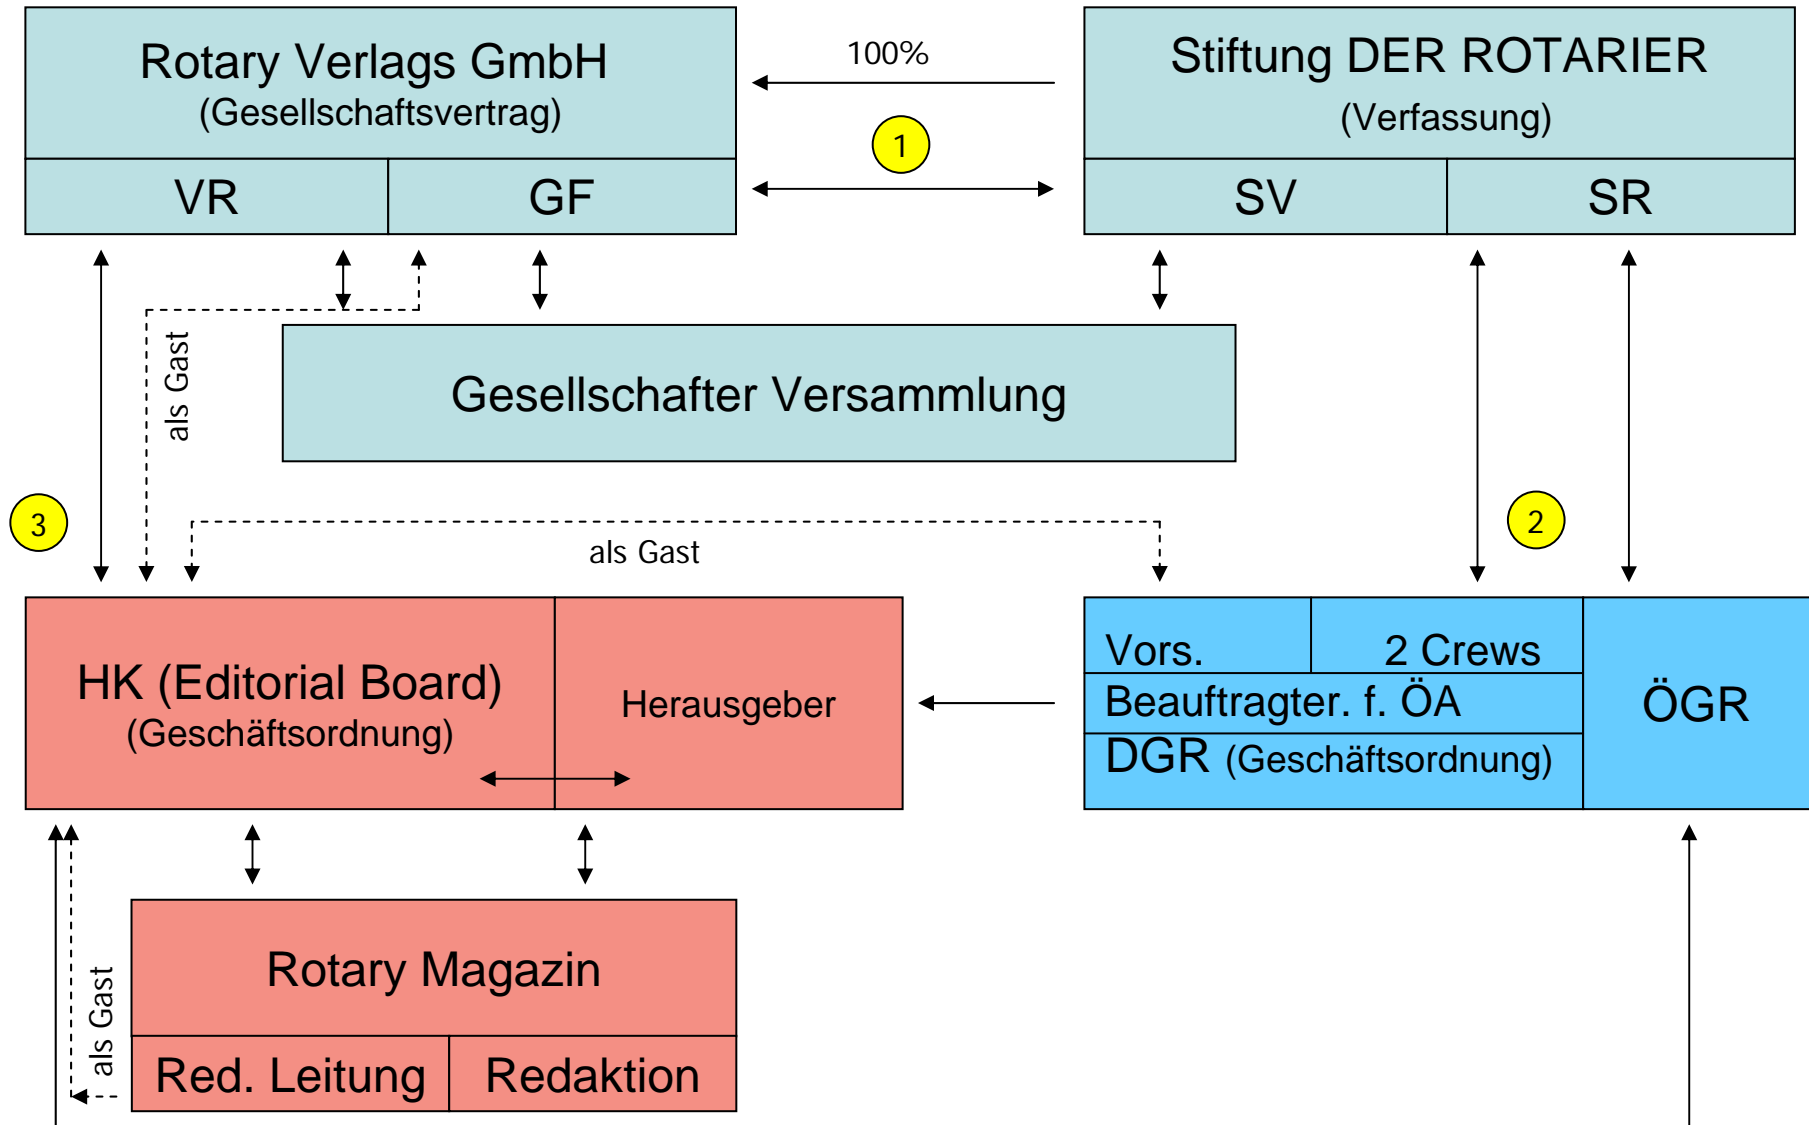 Rotary Verlags GmbH
(Gesellschaftsvertrag)
VR
GF
100%
1
Stiftung DER ROTARIER
(Verfassung)
SV
SR
als Gast
Gesellschafter Versammlung
3
als Gast
2
HK (Editorial Board)
(Geschäftsordnung)
Herausgeber
Vors.
2 Crews
Beauftragter. f. ÖA
DGR (Geschäftsordnung)
ÖGR
als Gast
Rotary Magazin
Red. Leitung
Redaktion